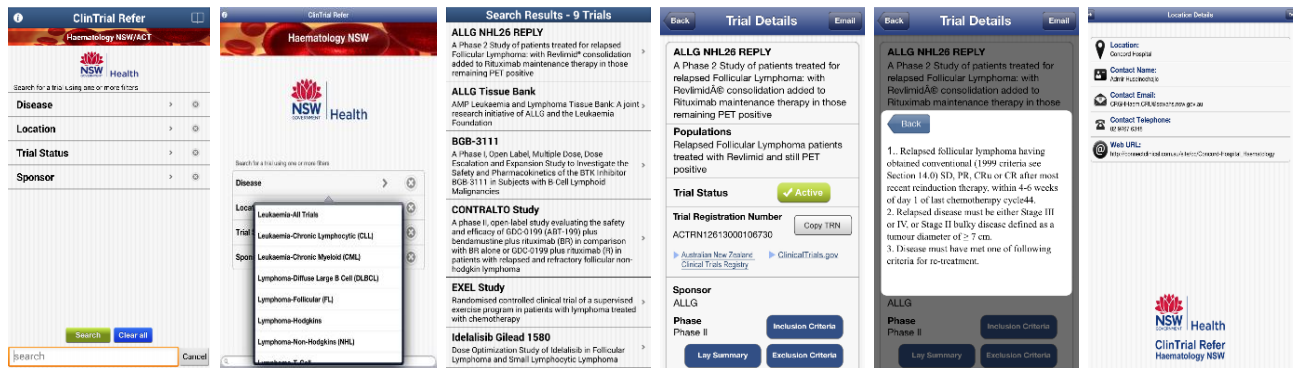 ClinTrial Refer
Haematology NSW/ACT
NSW
GOVERNMENT
Health
Search for a trial using one or more filters
Disease
Location
Trial Status
Sponsor
Search
Clear all
search
Cancel
ClinTrial Refer
Haematology NSW
NSW
GOVERNMENT
Health
Search for a trial using one or more filters
Disease
Locat
Trial
Spon
Leukaemia-All Trials
Leukaemia-Chronic Lymphocytic (CLL)
Leukaemia-Chronic Myeloid (CML)
Lymphoma-Diffuse Large B Cell (DLBCL)
Lymphoma-Follicular (FL)
Lymphoma-Hodgkins
Lymphoma-Non-Hodgkins (NHL)
Lymphoma-T-Cell
Search Results - 9 Trials
ALLG NHL26 REPLY
A Phase 2 Study of patients treated for relapsed
Follicular Lymphoma: with Revlimid* consolidation
added to Rituximab maintenance therapy in those
remaining PET positive
ALLG Tissue Bank
AMP Leukaemia and Lymphoma Tissue Bank: A joint
research initiative of ALLG and the Leukaemia
Foundation
BGB-3111
A Phase I, Open Label, Multiple Dose, Dose
Escalation and Expansion Study to Investigate the
Safety and Pharmacokinetics of the BTK Inhibitor
BGB-3111 in Subjects with B-Cell Lymphoid
Malignancies
CONTRALTO Study
A phase II, open-label study evaluating the safety
and efficacy of GDC-0199 (ABT-199) plus
bendamustine plus rituximab (BR) in comparison
with BR alone or GDC-0199 plus rituximab (R) in
patients with relapsed and refractory follicular non-
hodgkin lymphoma
EXEL Study
Randomised controlled clinical trial of a supervised
exercise program in patients with lymphoma treated
with chemotherapy
Idelalisib Gilead 1580
Dose Optimization Study of Idelalisib in Follicular
Lymphoma and Small Lymphocytic Lymphoma
Back
Trial Details
Email
ALLG NHL26 REPLY
A Phase 2 Study of patients treated for
relapsed Follicular Lymphoma: with
RevlimidÂ® consolidation added to
Rituximab maintenance therapy in those
remaining PET positive
Populations
Relapsed Follicular Lymphoma patients
treated with Revlimid and still PET
positive
Trial Status
Active
Trial Registration Number
ACTRN12613000106730
Copy TRN
Australian New Zealand
Clinical Trials Registry
ClinicalTrials.gov
Sponsor
ALLG
Phase
Phase II
Inclusion Criteria
Lay Summary
Exclusion Criteria
Back
Trial Details
Email
ALLG NHL26 REPLY
A Phase 2 Study of patients treated for
relapsed Follicular Lymphoma: with
RevlimidÂ® consolidation added to
Rituximab maintenance therapy in those
Back
1.. Relapsed follicular lymphoma having
obtained conventional (1999 criteria see
Section 14.0) SD, PR, CRu or CR after most
recent reinduction therapy, within 4-6 weeks
of day 1 of last chemotherapy cycle44.
2. Relapsed disease must be either Stage III
or IV, or Stage II bulky disease defined as a
tumour diameter of ≥ 7 cm.
3. Disease must have met one of following
criteria for re-treatment.
ALLG
Phase
Phase II
Inclusion Criteria
Lay Summary
Exclusion Criteria
Location Details
Location:
Concord Hospital
Contact Name:
Contact Email:
Contact Telephone:
Web URL:
NSW
GOVERNMENT
Health
ClinTrial Refer
Haematology NSW